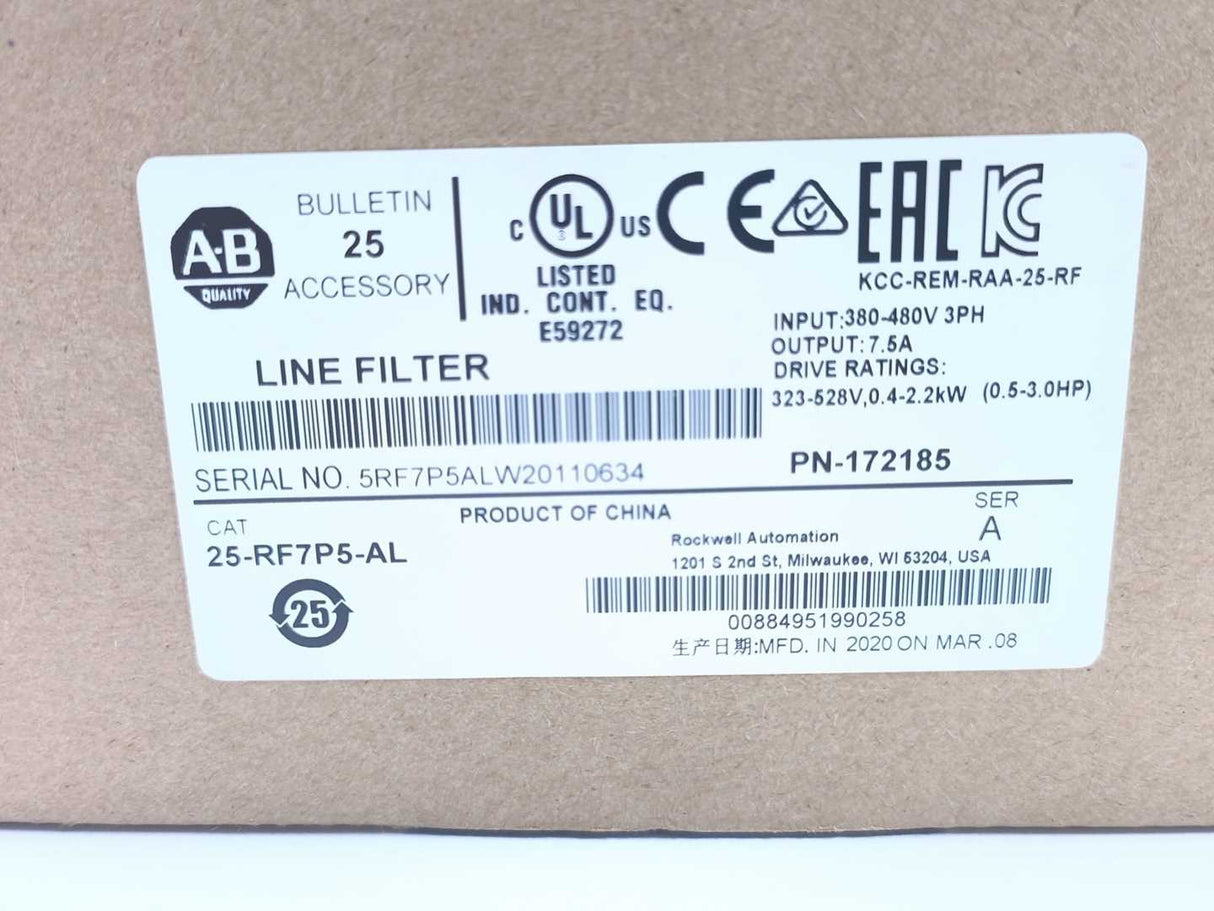 A-B
QUALITY
BULLETIN
25
ACCESSORY
C UL US
LISTED
IND. CONT. EQ.
E59272
CE
EAC
KC
KCC-REM-RAA-25-RF
INPUT:380-480V 3PH
OUTPUT:7.5A
DRIVE RATINGS:
323-528V,0.4-2.2kW (0.5-3.0HP)
LINE FILTER
SERIAL NO. 5RF7P5ALW20110634
PN-172185
CAT
25-RF7P5-AL
PRODUCT OF CHINA
SER
A
Rockwell Automation
1201 S 2nd St, Milwaukee, WI 53204, USA
25
00884951990258
生产日期:MFD. IN 2020 ON MAR .08